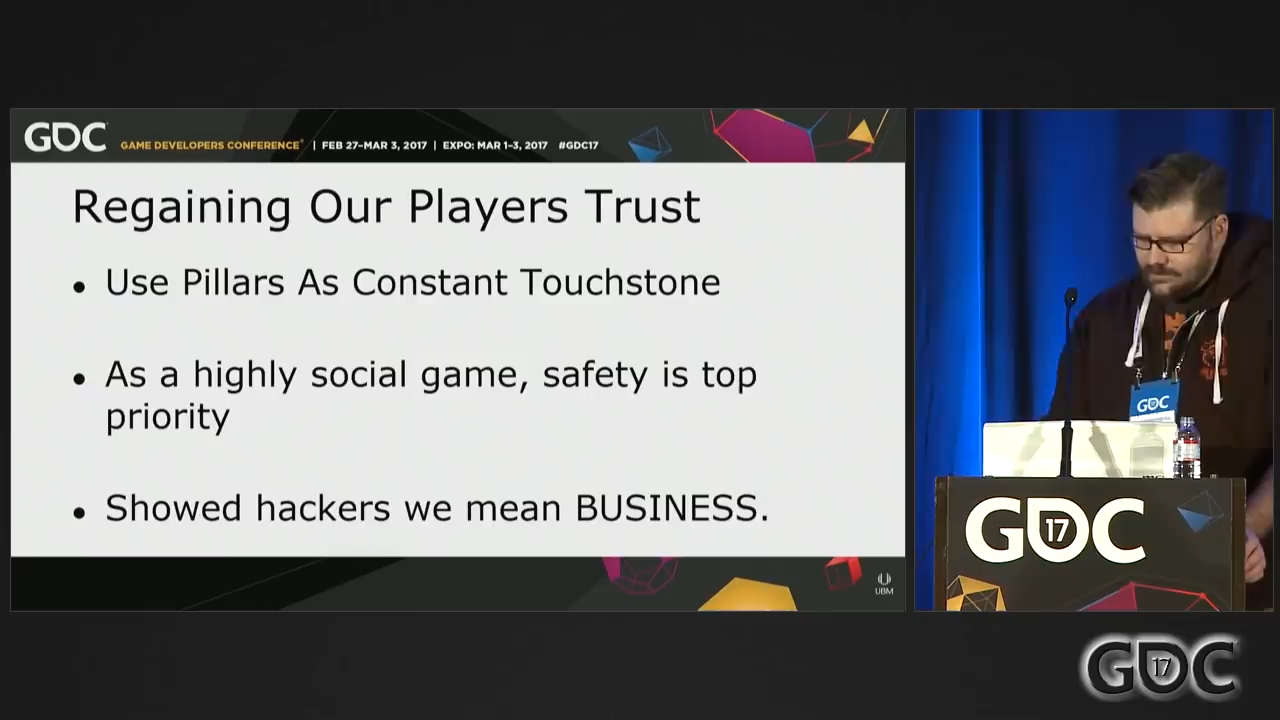 GDC GAME DEVELOPERS CONFERENCE® | FEB 27-MAR 3, 2017 | EXPO: MAR 1-3, 2017 #GDC17
Regaining Our Players Trust
• Use Pillars As Constant Touchstone
• As a highly social game, safety is top
priority
• Showed hackers we mean BUSINESS.
UBM
GDC
GDC
17
GDC
17